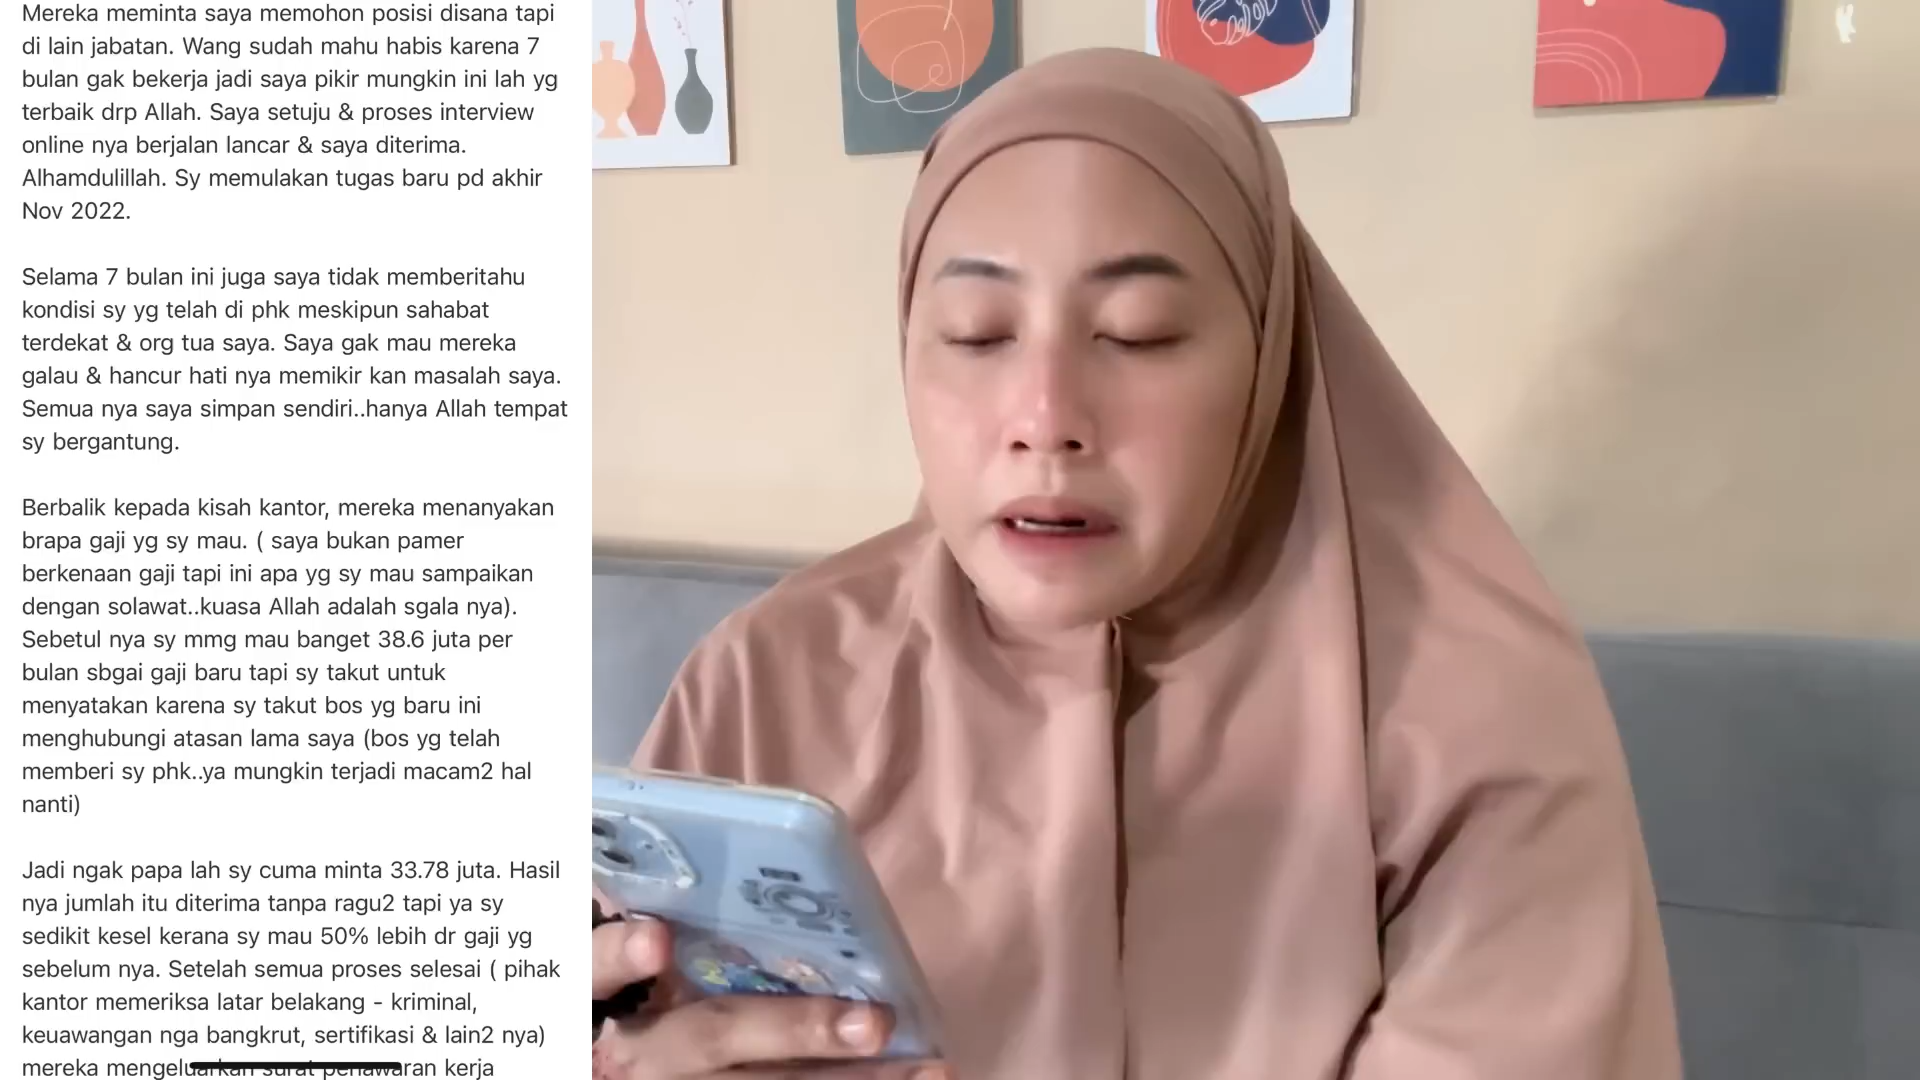 Mereka meminta saya memohon posisi disana tapi
di lain jabatan. Wang sudah mahu habis karena 7
bulan gak bekerja jadi saya pikir mungkin ini lah yg
terbaik drp Allah. Saya setuju & proses interview
online nya berjalan lancar & saya diterima.
Alhamdulillah. Sy memulakan tugas baru pd akhir
Nov 2022.
Selama 7 bulan ini juga saya tidak memberitahu
kondisi sy yg telah di phk meskipun sahabat
terdekat & org tua saya. Saya gak mau mereka
galau & hancur hati nya memikir kan masalah saya.
Semua nya saya simpan sendiri..hanya Allah tempat
sy bergantung.
Berbalik kepada kisah kantor, mereka menanyakan
brapa gaji yg sy mau. ( saya bukan pamer
berkenaan gaji tapi ini apa yg sy mau sampaikan
dengan solawat..kuasa Allah adalah sgala nya).
Sebetul nya sy mmg mau banget 38.6 juta per
bulan sbgai gaji baru tapi sy takut untuk
menyatakan karena sy takut bos yg baru ini
menghubungi atasan lama saya (bos yg telah
memberi sy phk..ya mungkin terjadi macam2 hal
nanti)
Jadi ngak papa lah sy cuma minta 33.78 juta. Hasil
nya jumlah itu diterima tanpa ragu2 tapi ya sy
sedikit kesel kerana sy mau 50% lebih dr gaji yg
sebelum nya. Setelah semua proses selesai ( pihak
kantor memeriksa latar belakang - kriminal,
keuawangan nga bangkrut, sertifikasi & lain2 nya)
mereka mengeluarkan surat penawaran kerja